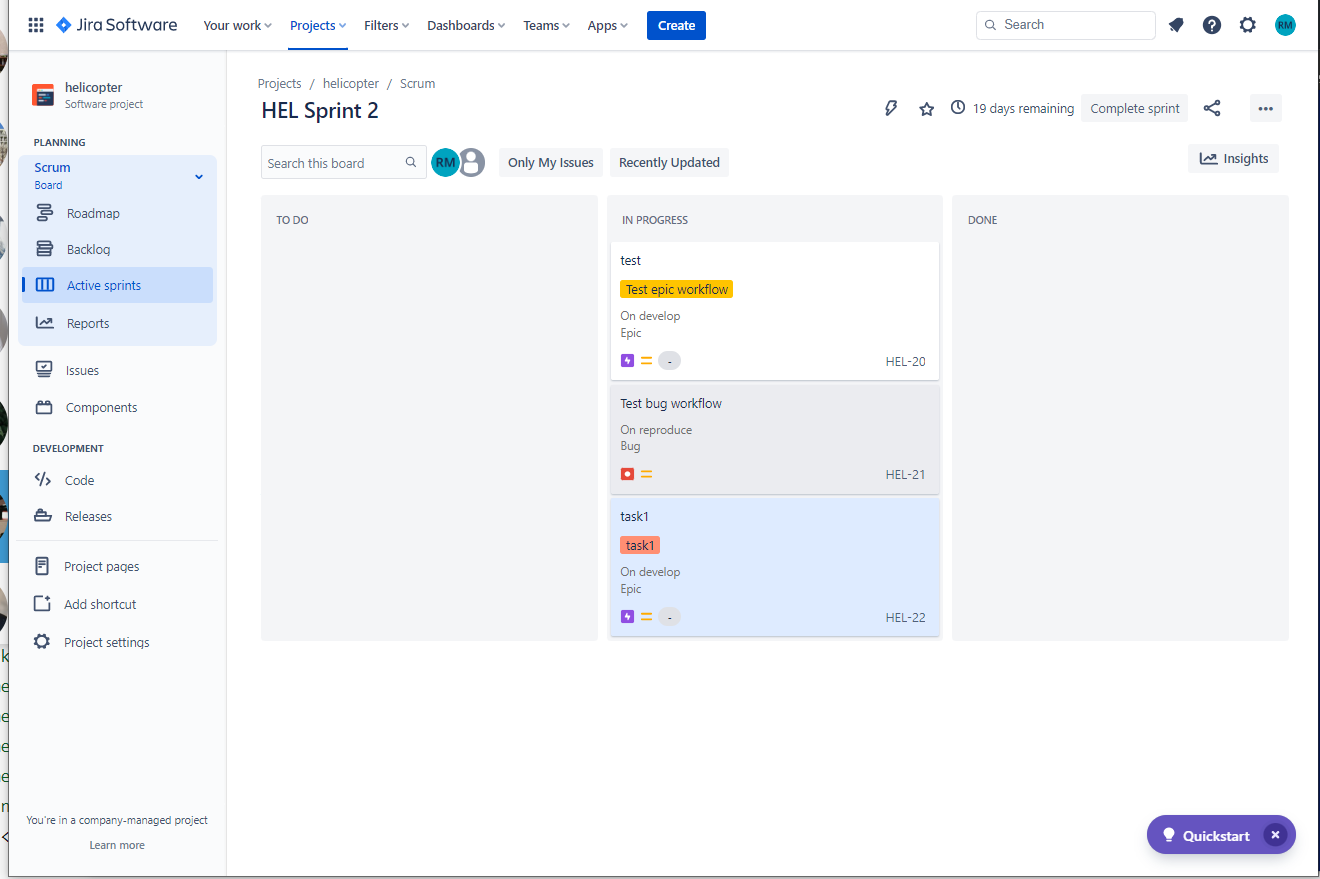 Jira Software
Your work
Projects
Filters
Dashboards
Teams
Apps
Create
Search
RM
helicopter
Software project
PLANNING
Scrum
Board
Roadmap
Backlog
Active sprints
Reports
Issues
Components
DEVELOPMENT
Code
Releases
Project pages
Add shortcut
Project settings
You're in a company-managed project
Learn more
Projects / helicopter / Scrum
HEL Sprint 2
19 days remaining
Complete sprint
Search this board
RM
Only My Issues
Recently Updated
Insights
TO DO
IN PROGRESS
test
Test epic workflow
On develop
Epic
-
HEL-20
Test bug workflow
On reproduce
Bug
HEL-21
task1
task1
On develop
Epic
-
HEL-22
DONE
Quickstart